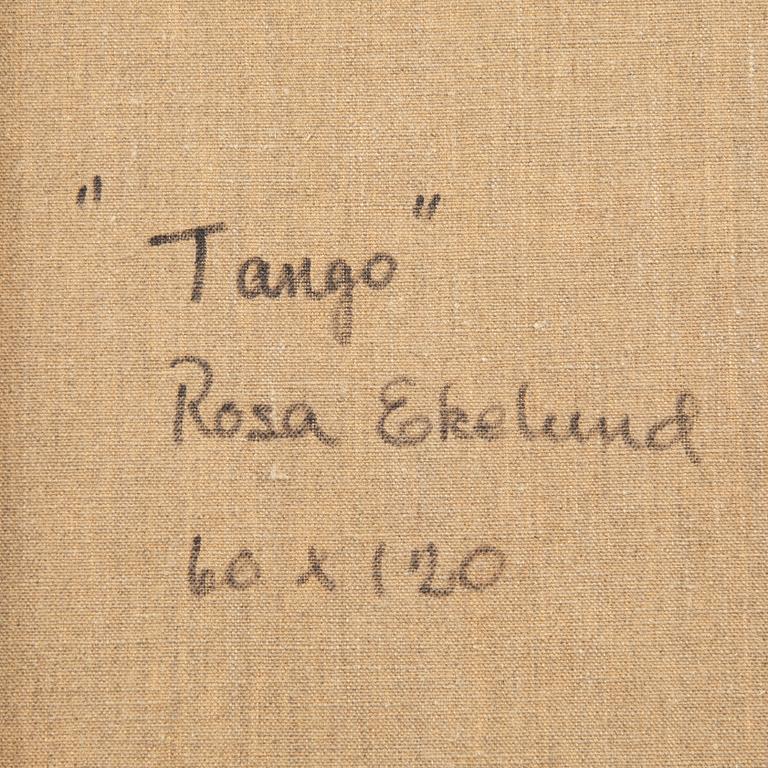 "Tango"
Rosa Ekelund
60 x 120